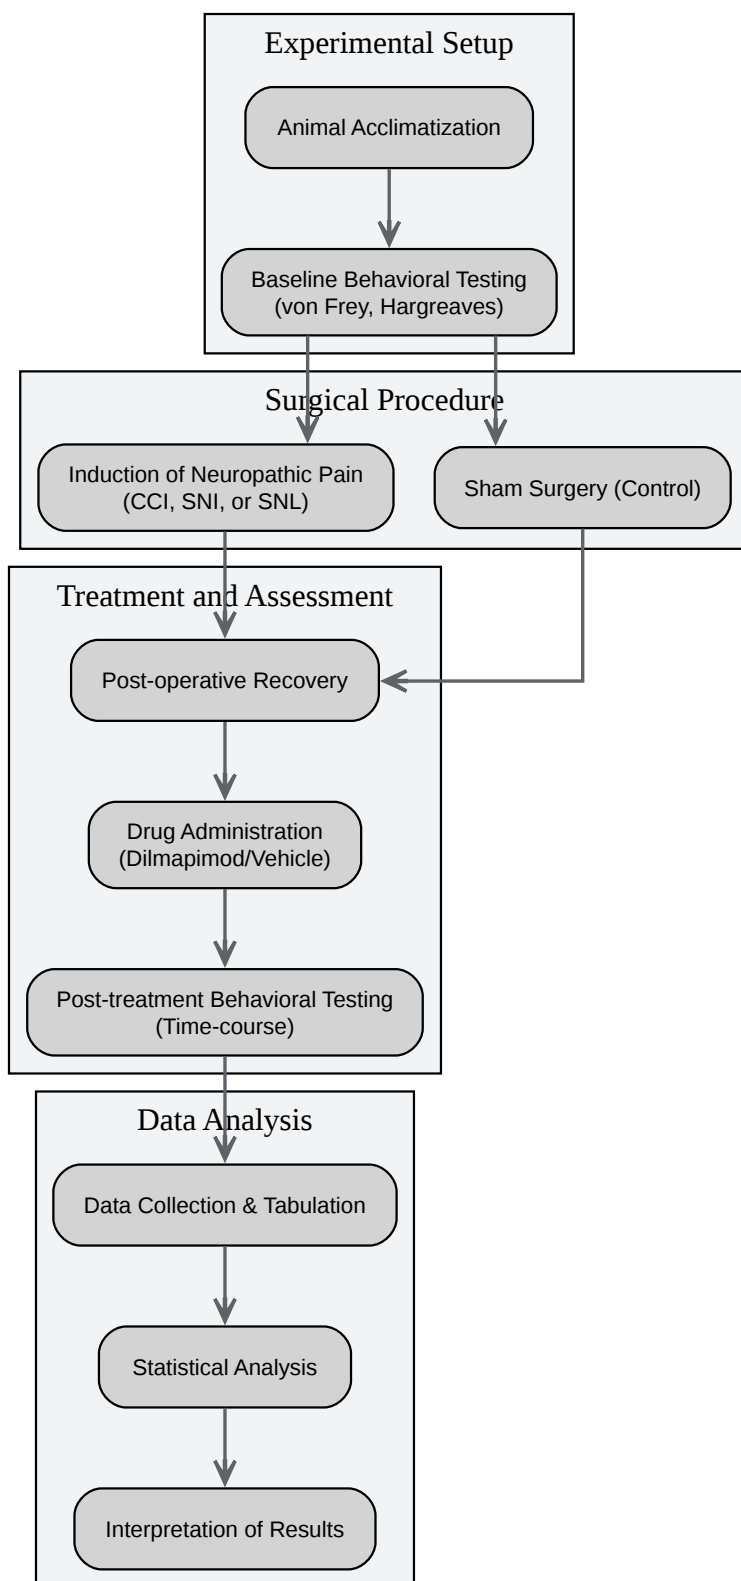 Experimental Setup
Animal Acclimatization
Baseline Behavioral Testing
(von Frey, Hargreaves)
Surgical Procedure
Induction of Neuropathic Pain
(CCI, SNI, or SNL)
Sham Surgery (Control)
Treatment and Assessment
Post-operative Recovery
Drug Administration
(Dilmapimod/Vehicle)
Post-treatment Behavioral Testing
(Time-course)
Data Analysis
Data Collection & Tabulation
Statistical Analysis
Interpretation of Results